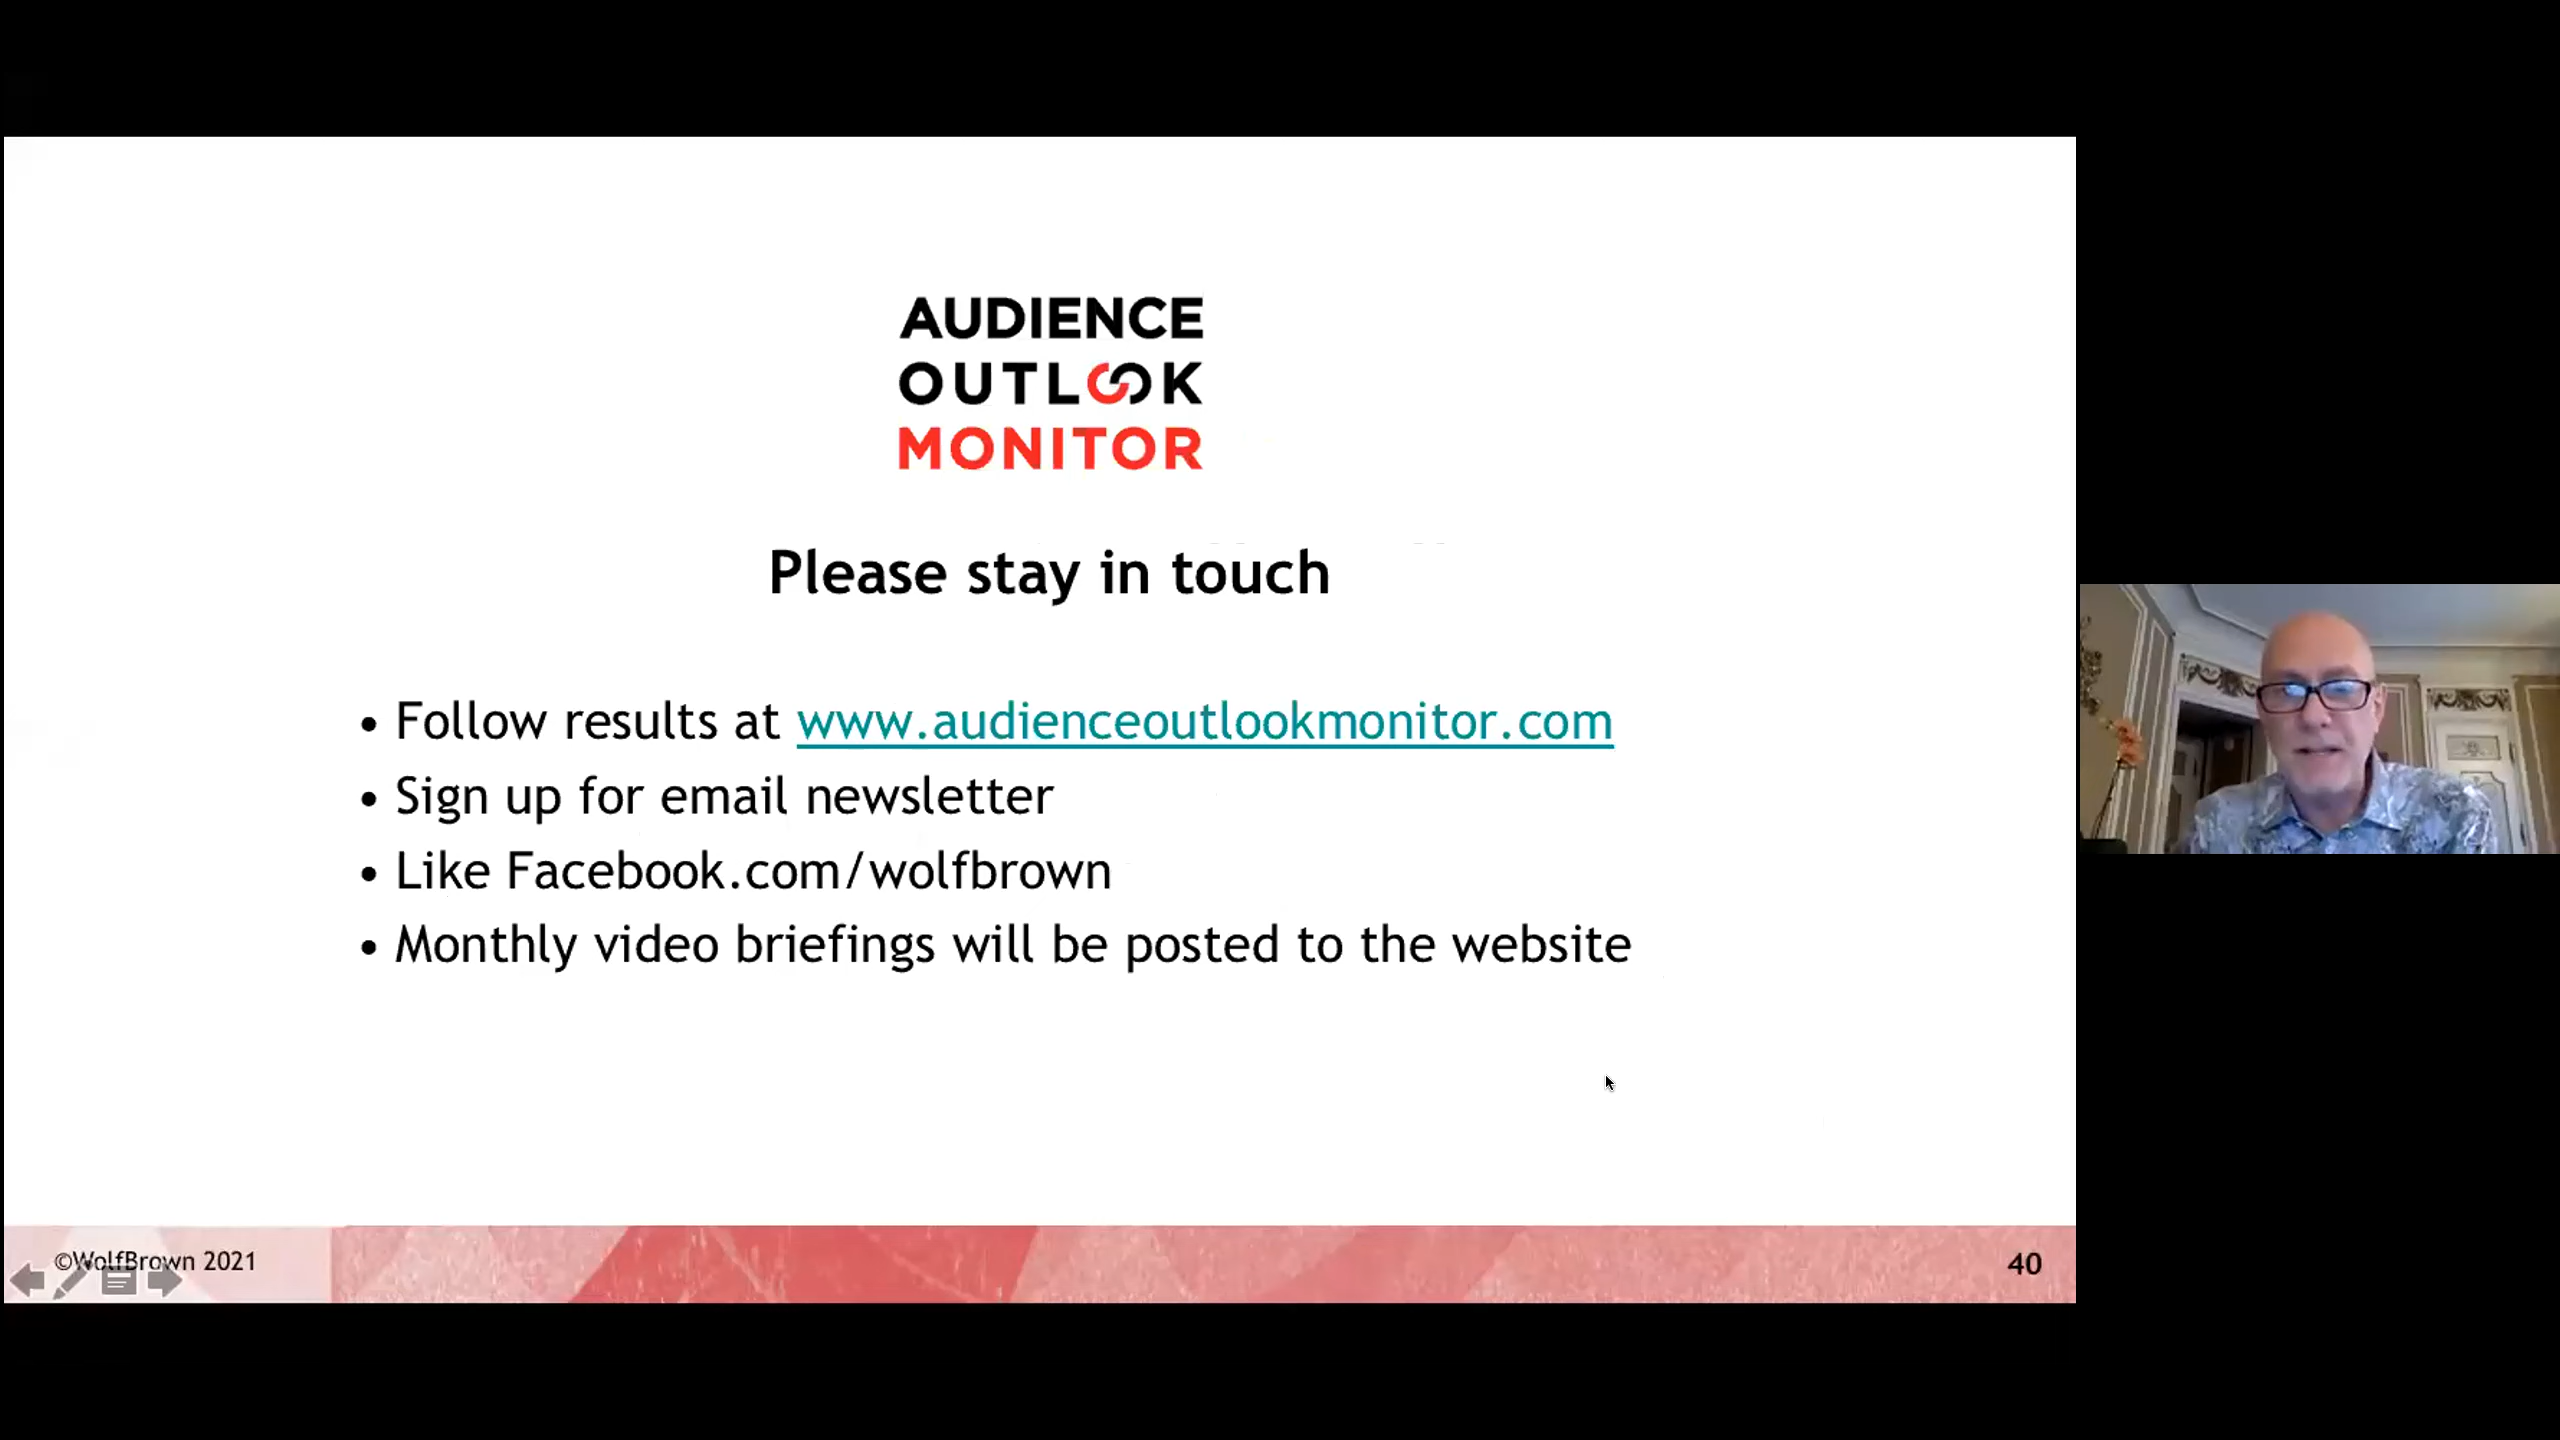 AUDIENCE
OUTLOOK
MONITOR
Please stay in touch
• Follow results at www.audienceoutlookmonitor.com
• Sign up for email newsletter
• Like Facebook.com/wolfbrown
• Monthly video briefings will be posted to the website
©WolfBrown 2021
40